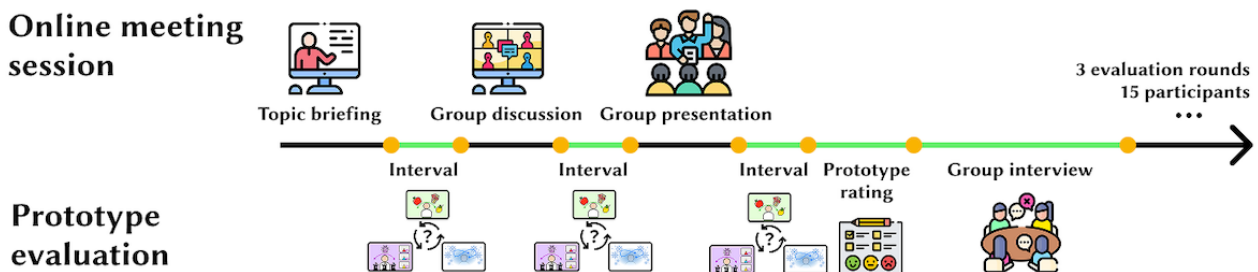 Online meeting
session
3 evaluation rounds
15 participants
...
Topic briefing
Group discussion
Group presentation
Interval
Interval
Interval
Prototype
rating
Group interview
Prototype
evaluation
?
?
?